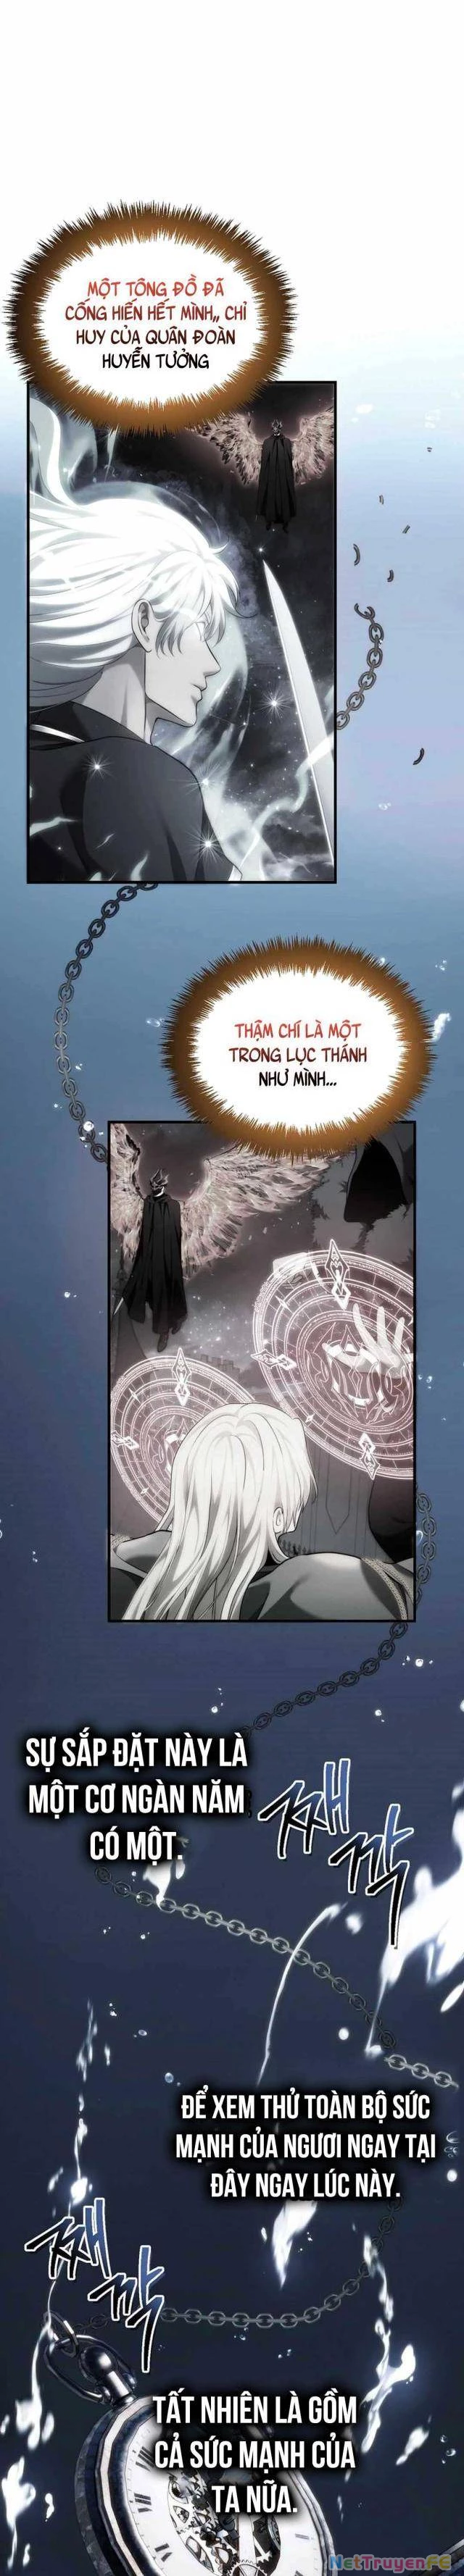 MỘT TÔNG ĐỒ ĐÃ
CỐNG HIẾN HẾT MÌNH,, CHỈ
HUY CỦA QUÂN ĐOÀN
HUYỄN TƯỞNG
THẬM CHÍ LÀ MỘT
TRONG LỤC THÁNH
NHƯ MÌNH...
SỰ SẮP ĐẶT NÀY LÀ
MỘT CƠ NGÀN NĂM
CÓ MỘT.
ĐỂ XEM THỬ TOÀN BỘ SỨC
MẠNH CỦA NGƯƠI NGAY TẠI
ĐÂY NGAY LÚC NÀY.
TẤT NHIÊN LÀ GỒM
CẢ SỨC MẠNH CỦA
TA NỮA.
NETTRUYENFE